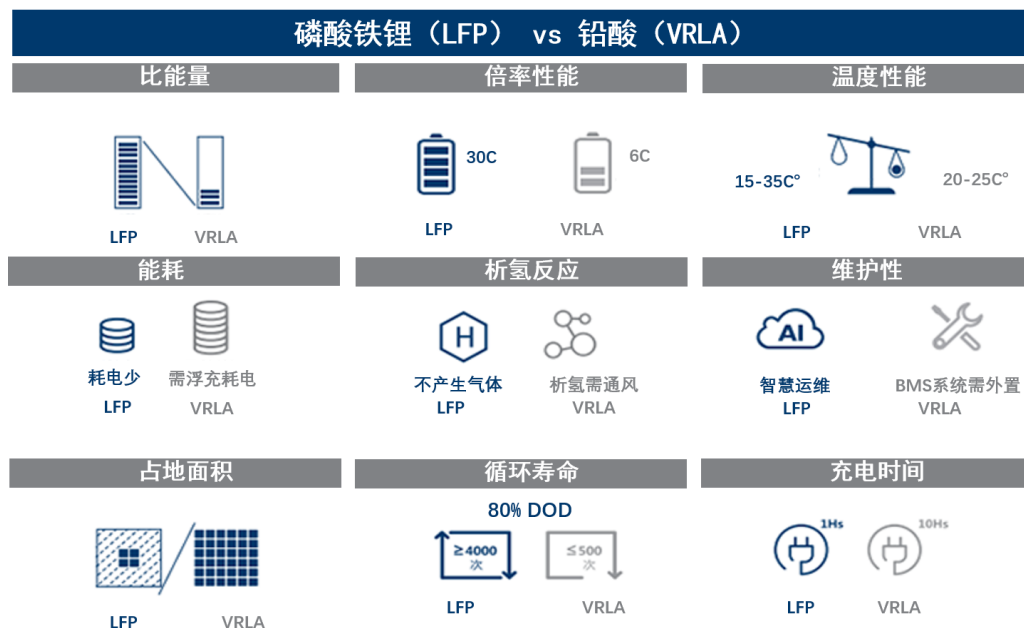 磷酸铁锂（LFP） vs 铅酸（VRLA）
比能量
LFP VRLA
倍率性能
30C 6C
LFP VRLA
温度性能
15-35C° 20-25C°
LFP VRLA
能耗
耗电少 需浮充耗电
LFP VRLA
析氢反应
H
不产生气体 析氢需通风
LFP VRLA
维护性
AI
智慧运维 BMS系统需外置
LFP VRLA
占地面积
LFP VRLA
循环寿命
80% DOD
≥4000 ≤500
次 次
LFP VRLA
充电时间
1Hs 10Hs
LFP VRLA